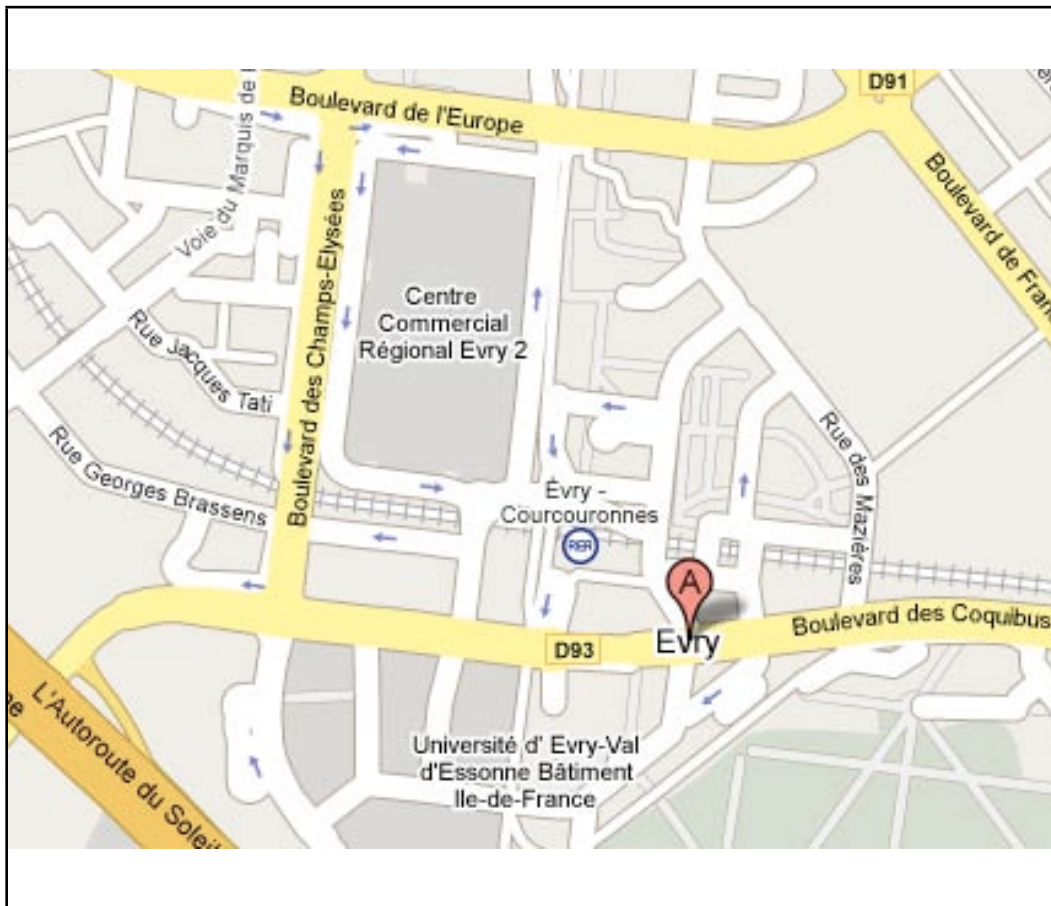 D91
Boulevard de l'Europe
Boulevard de Fran
Voie du Marquis de
Boulevard des Champs-Elysées
Centre
Commercial
Régional Evry 2
Rue Jacques Tati
Rue Georges Brassens
Rue des Mazières
Évry -
Courcouronnes
RER
A
Evry
D93
Boulevard des Coquibus
L'Autoroute du Soleil
Université d' Evry-Val
d'Essonne Bâtiment
Ile-de-France